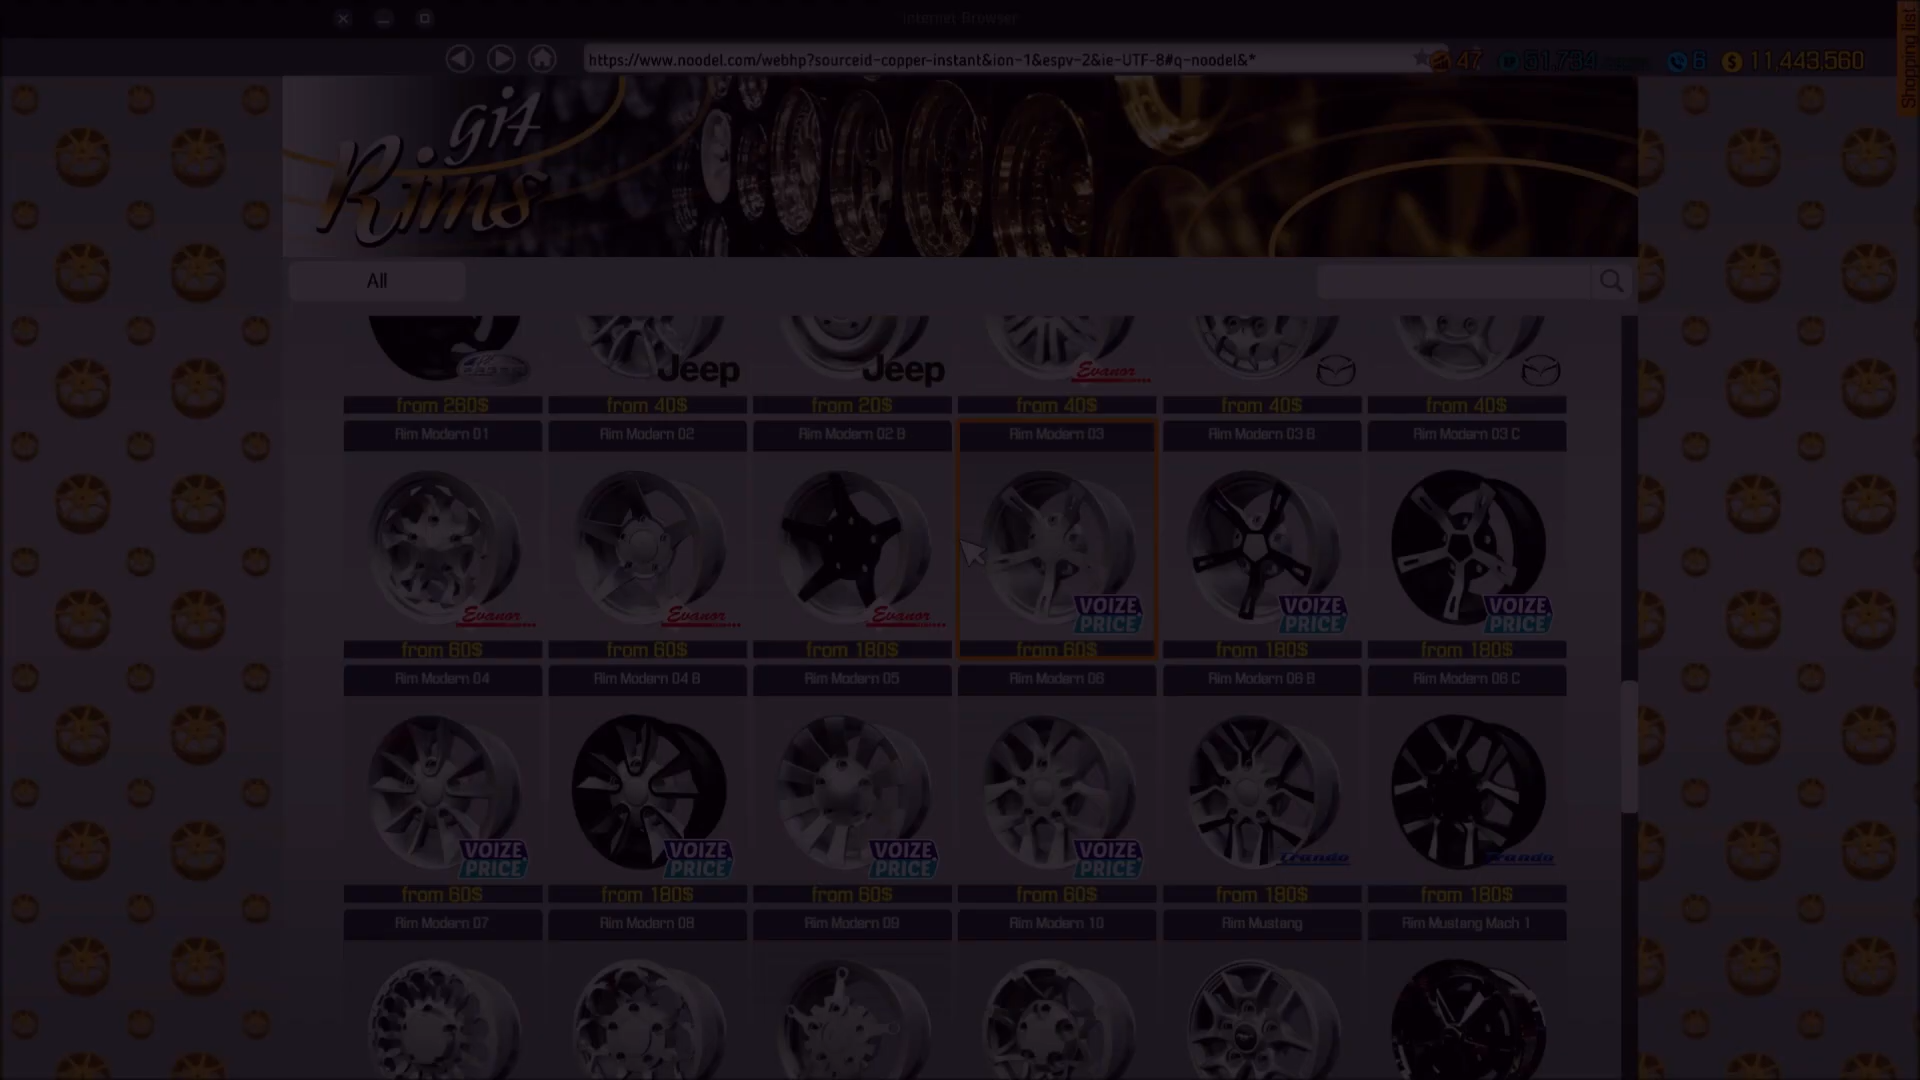 Internet Browser
https://www.noodel.com/webhp?sourceid-copper-instant&ion-1&espv-2&ie-UTF-8#q-noodel&*
47
51,734
6
$ 11,443,560
Shopping list
git
Rims
All
Jeep
Jeep
Evanor
from 260$ from 40$ from 20$ from 40$ from 40$ from 40$
Rim Modern 01 Rim Modern 02 Rim Modern 02 B Rim Modern 03 Rim Modern 03 B Rim Modern 03 C
Evanor Evanor Evanor VOIZE PRICE VOIZE PRICE VOIZE PRICE
from 60$ from 60$ from 180$ from 60$ from 180$ from 180$
Rim Modern 04 Rim Modern 04 B Rim Modern 05 Rim Modern 06 Rim Modern 06 B Rim Modern 06 C
VOIZE PRICE VOIZE PRICE VOIZE PRICE VOIZE PRICE Trando Trando
from 60$ from 180$ from 60$ from 60$ from 180$ from 180$
Rim Modern 07 Rim Modern 08 Rim Modern 09 Rim Modern 10 Rim Mustang Rim Mustang Mach 1